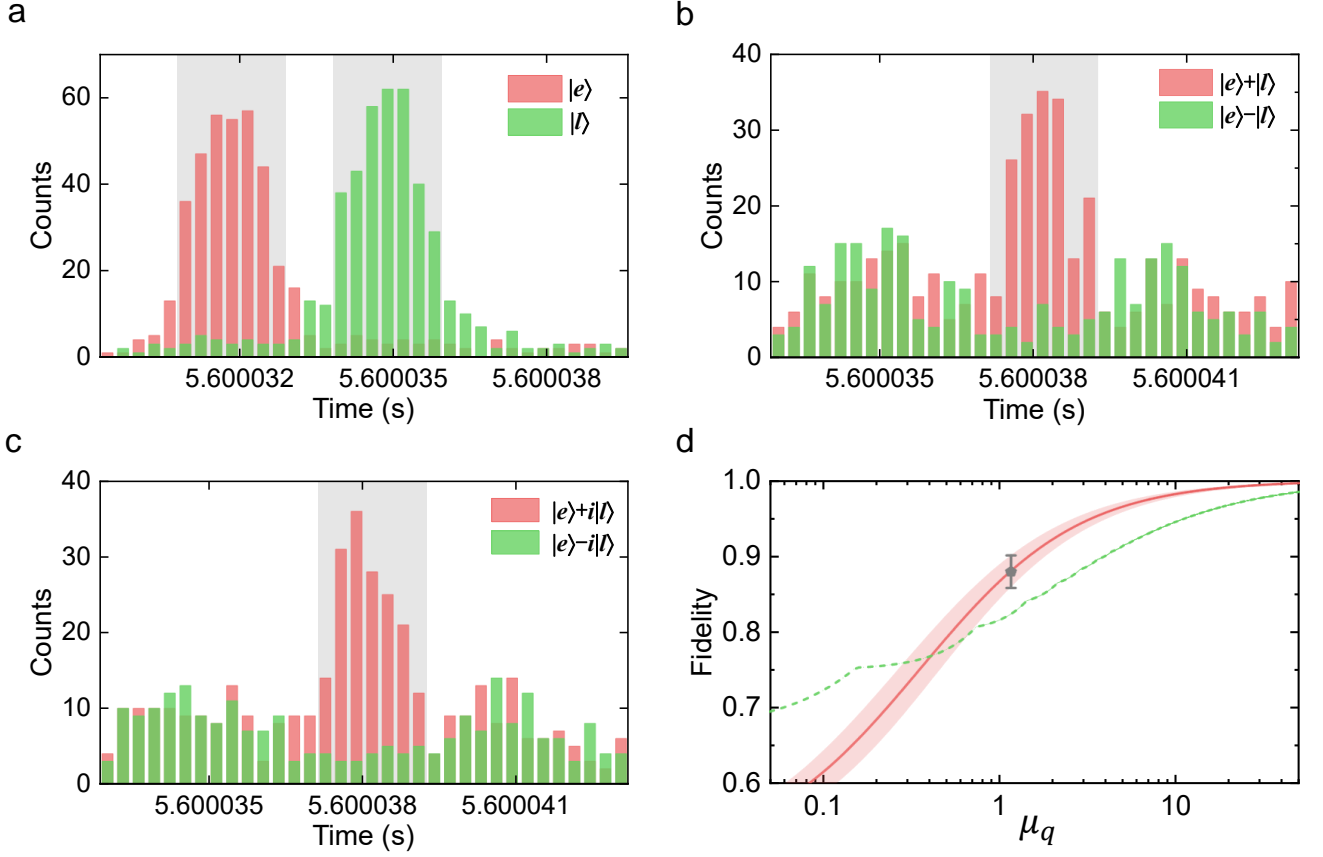 a
60
40
20
0
Counts
|e⟩
|l⟩
5.600032
5.600035
5.600038
Time (s)
b
40
30
20
10
0
Counts
|e⟩+|l⟩
|e⟩−|l⟩
5.600035
5.600038
5.600041
Time (s)
c
40
30
20
10
0
Counts
|e⟩+i|l⟩
|e⟩−i|l⟩
5.600035
5.600038
5.600041
Time (s)
d
1.0
0.9
0.8
0.7
0.6
Fidelity
0.1
1
10
μq